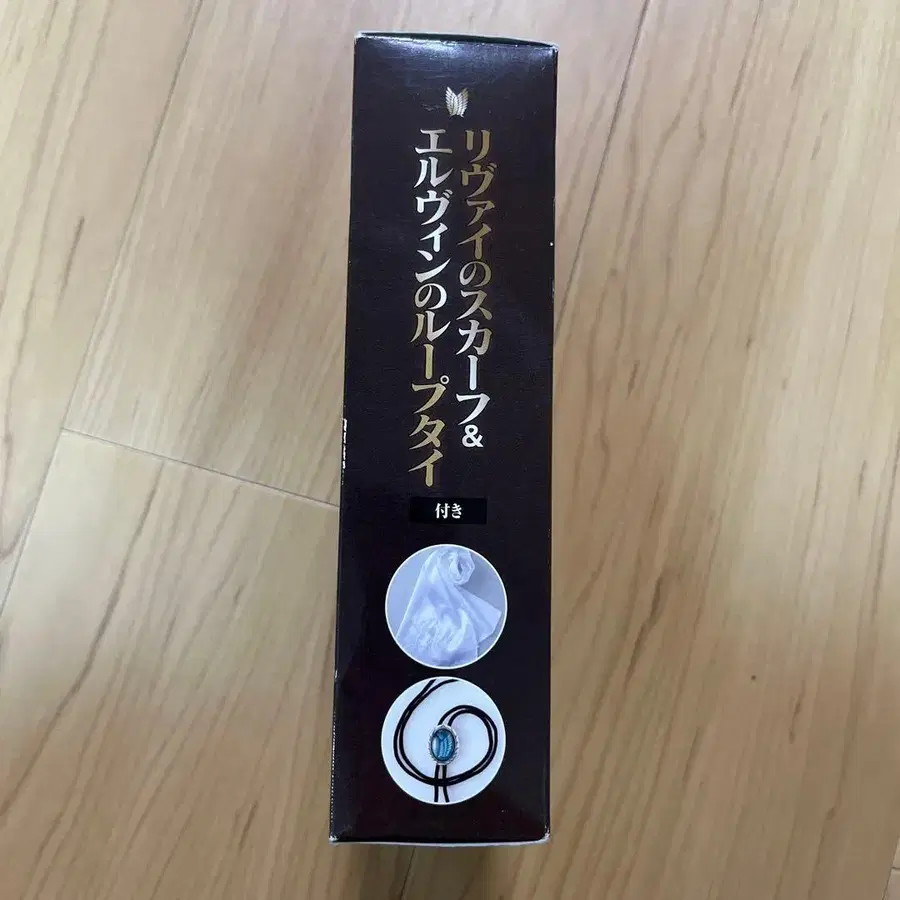 リヴァイのスカーフ&
エルヴィンのループタイ
付き